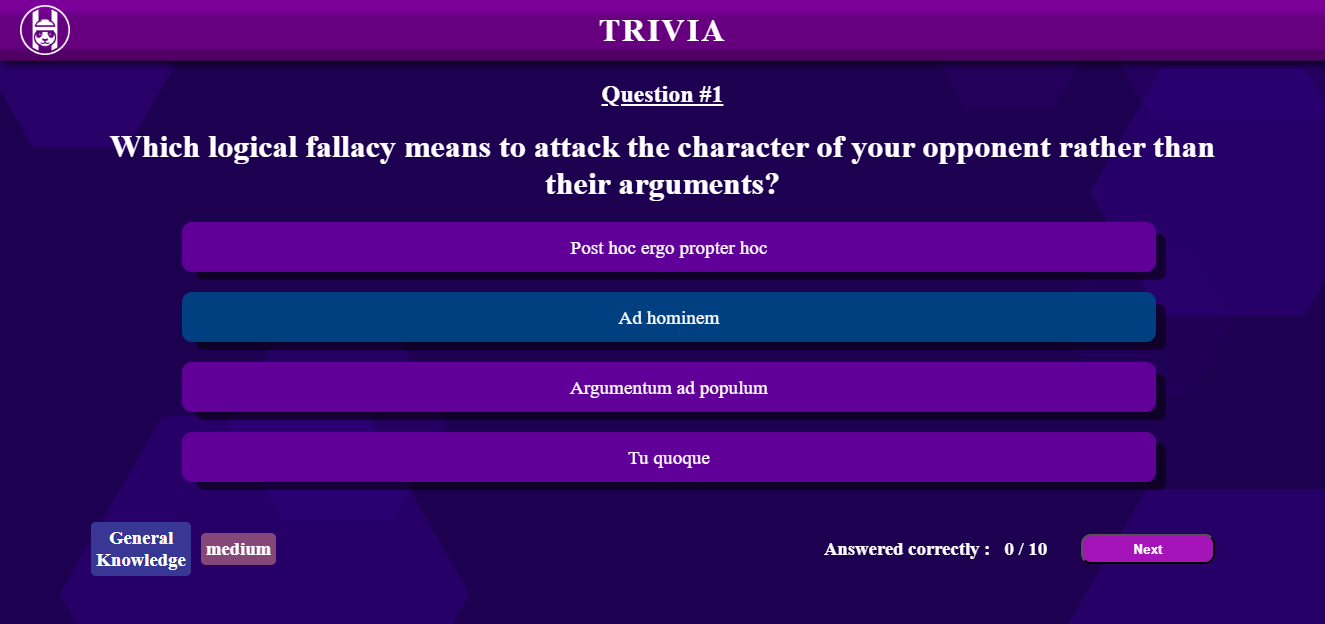 TRIVIA
Question #1
Which logical fallacy means to attack the character of your opponent rather than
their arguments?
Post hoc ergo propter hoc
Ad hominem
Argumentum ad populum
Tu quoque
General
Knowledge
medium
Answered correctly : 0 / 10
Next